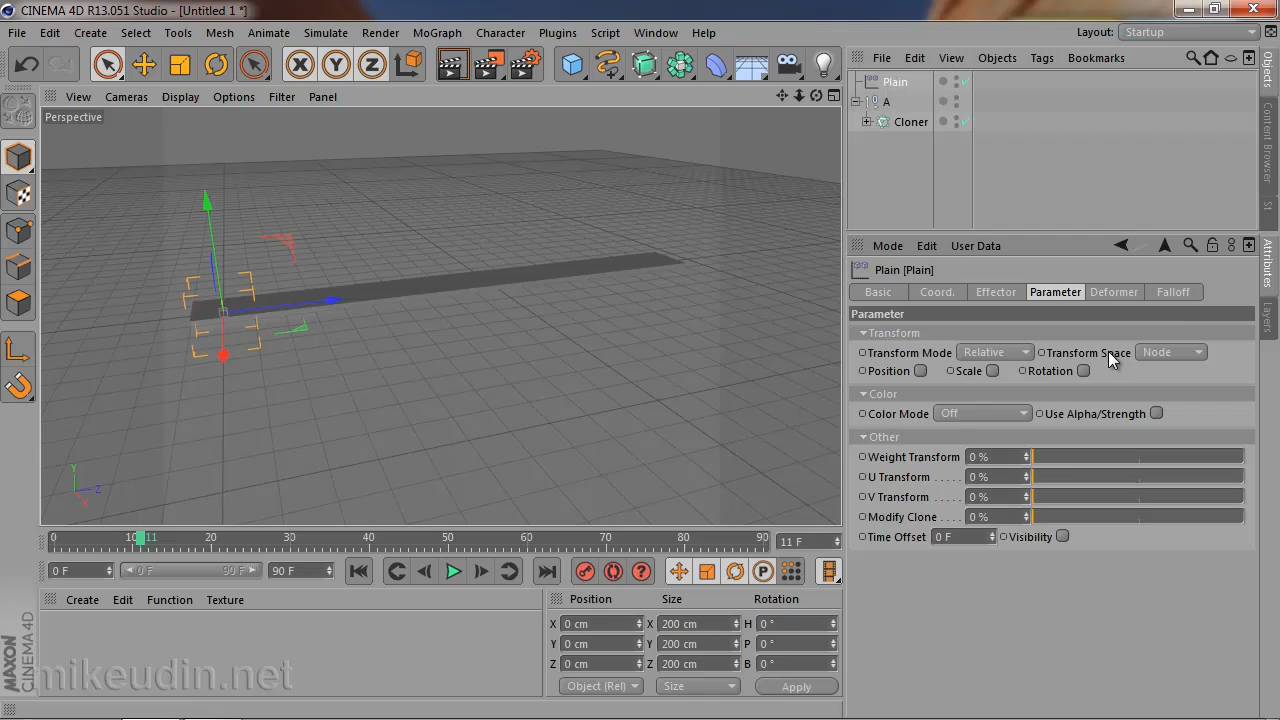 CINEMA 4D R13.051 Studio - [Untitled 1 *]
File Edit Create Select Tools Mesh Animate Simulate Render MoGraph Character Plugins Script Window Help
Layout: Startup
X Y Z
File Edit View Objects Tags Bookmarks
View Cameras Display Options Filter Panel
Perspective
Plain
A
Cloner
Objects
Content Browser
St
Mode Edit User Data
Attributes
Layers
Plain [Plain]
Basic Coord. Effector Parameter Deformer Falloff
Parameter
Transform
Transform Mode Relative Transform Space Node
Position Scale Rotation
Color
Color Mode Off Use Alpha/Strength
Other
Weight Transform 0 %
U Transform . . . . . 0 %
V Transform . . . . . 0 %
Modify Clone . . . . 0 %
Time Offset 0 F Visibility
Y
Z
X
0 10 11 20 30 40 50 60 70 80 90 11 F
0 F 0 F 90 F 90 F
P
Create Edit Function Texture
Position Size Rotation
X 0 cm X 200 cm H 0 °
Y 0 cm Y 200 cm P 0 °
Z 0 cm Z 200 cm B 0 °
Object (Rel) Size Apply
MAXON
CINEMA 4D
mikeudin.net